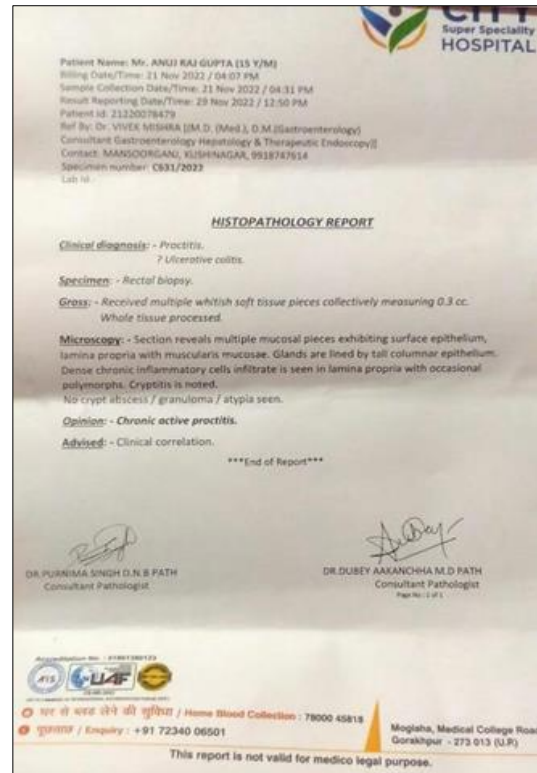 CITY
Super Speciality
HOSPITAL
Patient Name: Mr. ANUJ RAJ GUPTA (15 Y/M)
Billing Date/Time: 21 Nov 2022 / 04:07 PM
Sample Collection Date/Time: 21 Nov 2022 / 04:31 PM
Result Reporting Date/Time: 29 Nov 2022 / 12:50 PM
Patient Id: 21220078479
Ref By: Dr. VIVEK MISHRA [(M.D. (Med.), D.M.(Gastroenterology)
Consultant Gastroenterology Hepatology & Therapeutic Endoscopy)]
Contact: MANSOORGANJ, KUSHINAGAR, 9918747614
Specimen number: C631/2022
Lab Id
HISTOPATHOLOGY REPORT
Clinical diagnosis: - Proctitis.
? Ulcerative colitis.
Specimen: - Rectal biopsy.
Gross: - Received multiple whitish soft tissue pieces collectively measuring 0.3 cc.
Whole tissue processed.
Microscopy: - Section reveals multiple mucosal pieces exhibiting surface epithelium,
lamina propria with muscularis mucosae. Glands are lined by tall columnar epithelium.
Dense chronic inflammatory cells infiltrate is seen in lamina propria with occasional
polymorphs. Cryptitis is noted.
No crypt abscess / granuloma / atypia seen.
Opinion: - Chronic active proctitis.
Advised: - Clinical correlation.
***End of Report***
DR.PURNIMA SINGH D.N.B PATH
Consultant Pathologist
DR.DUBEY AAKANCHHA M.D PATH
Consultant Pathologist
Page No : 1 of 1
Accreditation No. :
UAF
घर से ब्लड लेने की सुविधा / Home Blood Collection : 78000 45818
पूछताछ / Enquiry : +91 72340 06501
Moglaha, Medical College Road
Gorakhpur - 273 013 (U.P.)
This report is not valid for medico legal purpose.